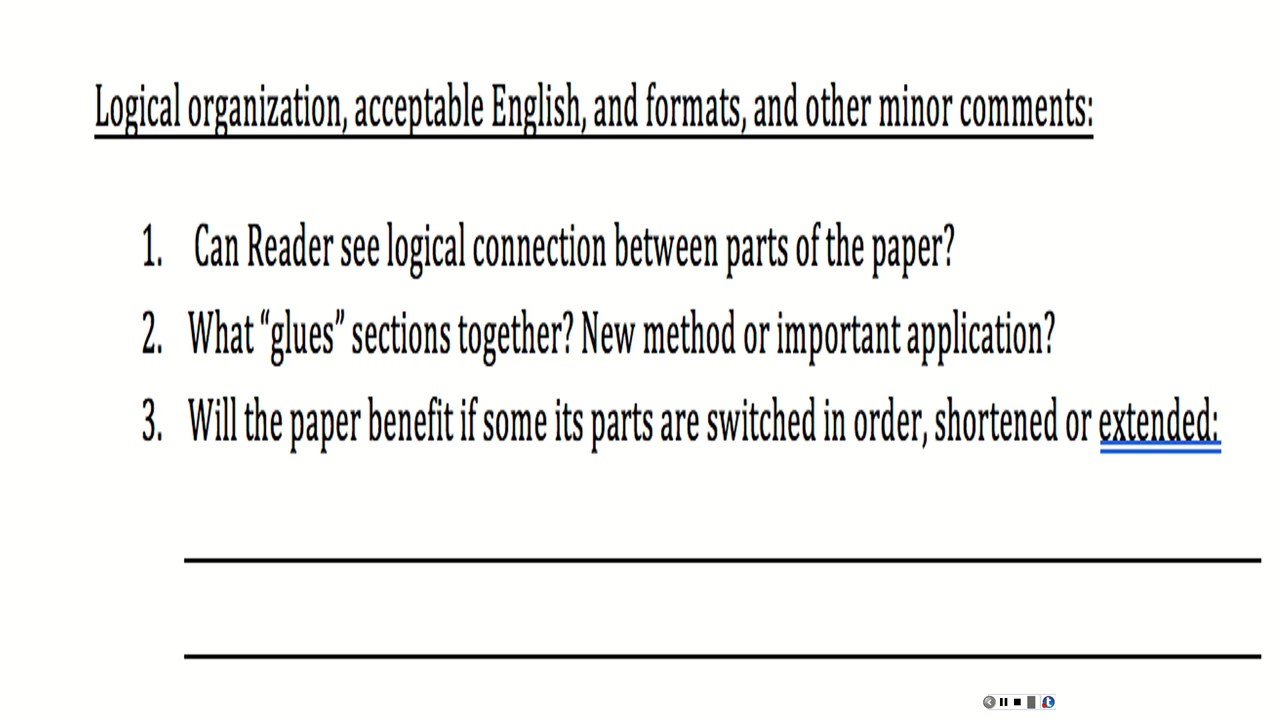 Logical organization, acceptable English, and formats, and other minor comments:
1. Can Reader see logical connection between parts of the paper?
2. What “glues” sections together? New method or important application?
3. Will the paper benefit if some its parts are switched in order, shortened or extended: